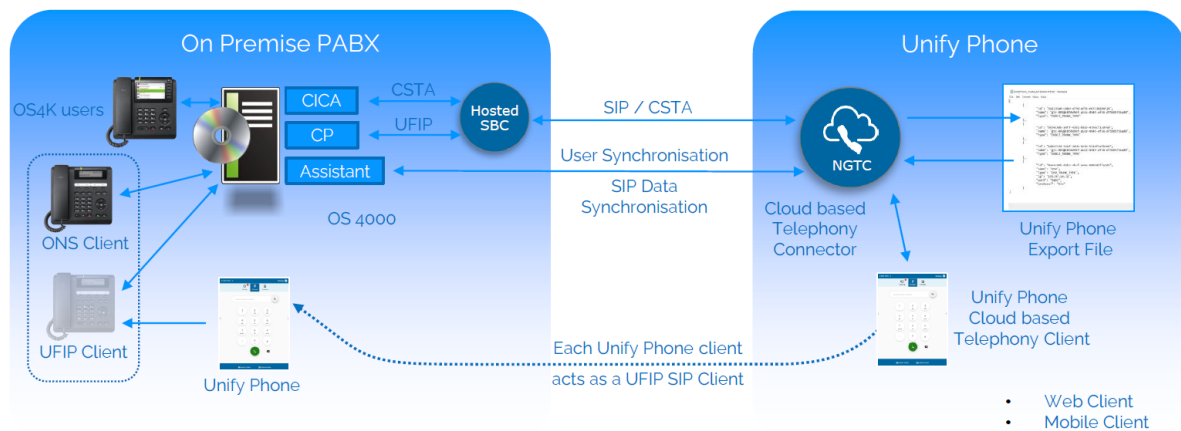 On Premise PABX
Unify Phone
OS4K users
CICA
CSTA
CP
UFIP
Assistant
Hosted
SBC
OS 4000
ONS Client
UFIP Client
Unify Phone
SIP / CSTA
User Synchronisation
SIP Data
Synchronisation
NGTC
Cloud based
Telephony
Connector
Unify Phone
Export File
Unify Phone
Cloud based
Telephony Client
Each Unify Phone client
acts as a UFIP SIP Client
• Web Client
• Mobile Client